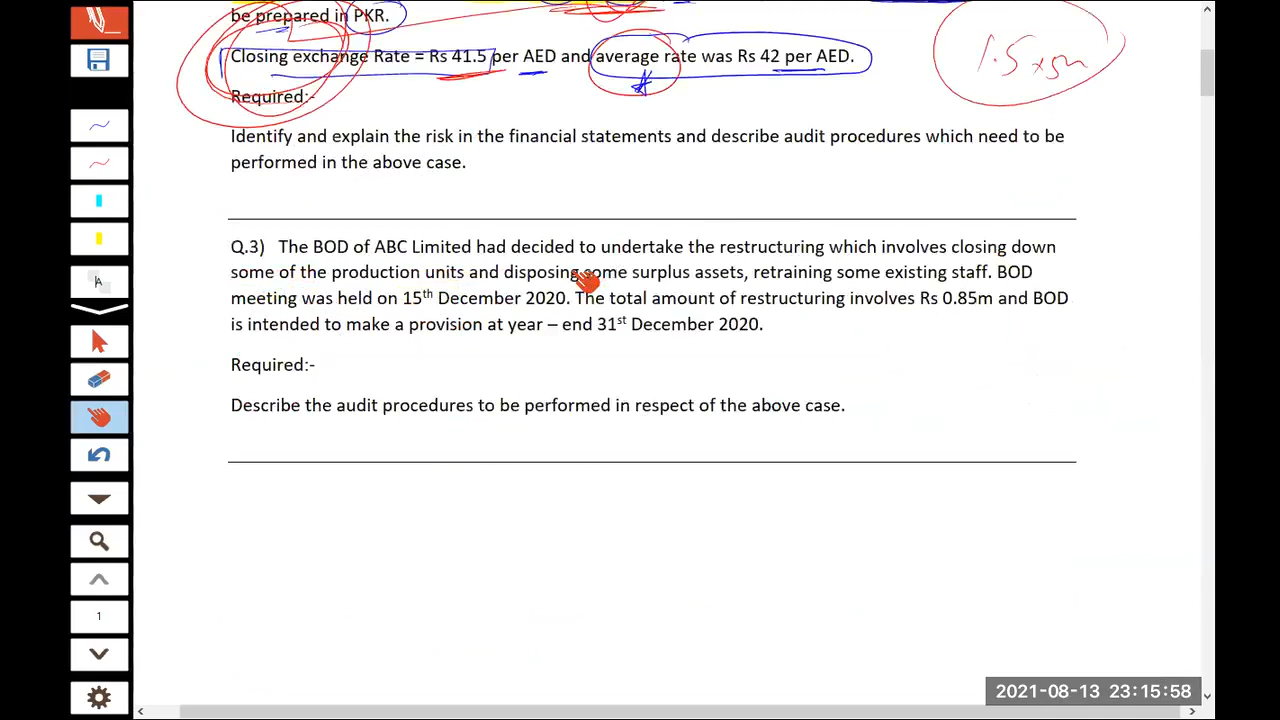 be prepared in PKR.
Closing exchange Rate = Rs 41.5 per AED and average rate was Rs 42 per AED.
1.5 x 5m
Required:-
Identify and explain the risk in the financial statements and describe audit procedures which need to be
performed in the above case.
Q.3) The BOD of ABC Limited had decided to undertake the restructuring which involves closing down
some of the production units and disposing some surplus assets, retraining some existing staff. BOD
meeting was held on 15th December 2020. The total amount of restructuring involves Rs 0.85m and BOD
is intended to make a provision at year – end 31st December 2020.
Required:-
Describe the audit procedures to be performed in respect of the above case.
1
2021-08-13 23:15:58